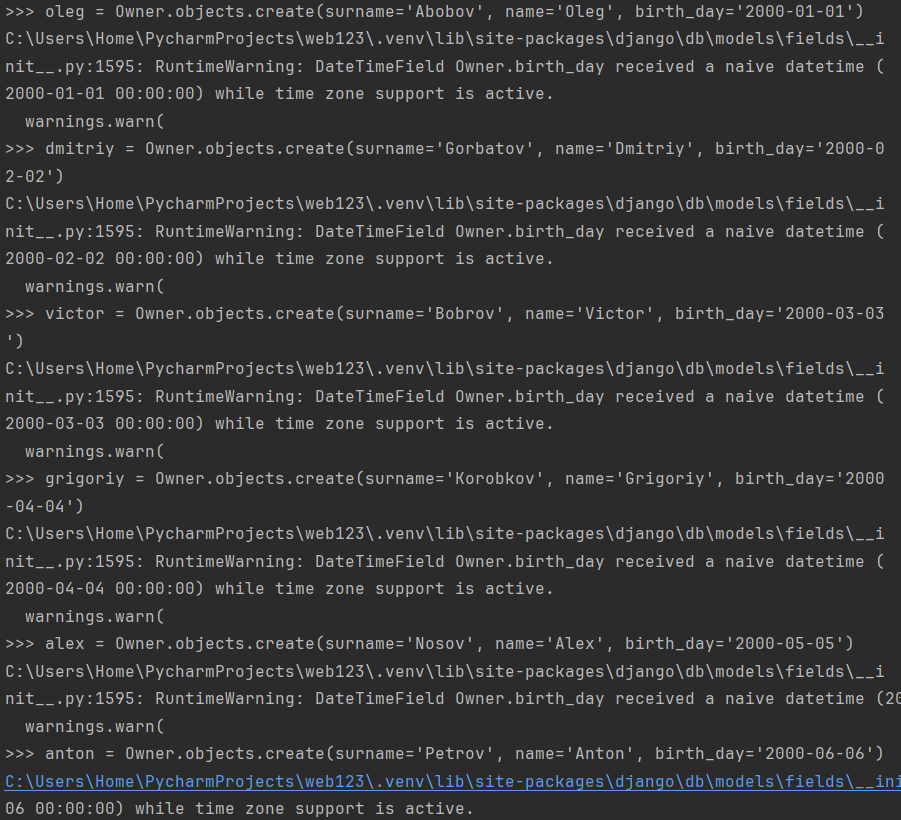 >>> oleg = Owner.objects.create(surname='Abobov', name='Oleg', birth_day='2000-01-01')
C:\Users\Home\PycharmProjects\web123\.venv\lib\site-packages\django\db\models\fields\__i
nit__.py:1595: RuntimeWarning: DateTimeField Owner.birth_day received a naive datetime (
2000-01-01 00:00:00) while time zone support is active.
  warnings.warn(
>>> dmitriy = Owner.objects.create(surname='Gorbatov', name='Dmitriy', birth_day='2000-0
2-02')
C:\Users\Home\PycharmProjects\web123\.venv\lib\site-packages\django\db\models\fields\__i
nit__.py:1595: RuntimeWarning: DateTimeField Owner.birth_day received a naive datetime (
2000-02-02 00:00:00) while time zone support is active.
  warnings.warn(
>>> victor = Owner.objects.create(surname='Bobrov', name='Victor', birth_day='2000-03-03
')
C:\Users\Home\PycharmProjects\web123\.venv\lib\site-packages\django\db\models\fields\__i
nit__.py:1595: RuntimeWarning: DateTimeField Owner.birth_day received a naive datetime (
2000-03-03 00:00:00) while time zone support is active.
  warnings.warn(
>>> grigoriy = Owner.objects.create(surname='Korobkov', name='Grigoriy', birth_day='2000
-04-04')
C:\Users\Home\PycharmProjects\web123\.venv\lib\site-packages\django\db\models\fields\__i
nit__.py:1595: RuntimeWarning: DateTimeField Owner.birth_day received a naive datetime (
2000-04-04 00:00:00) while time zone support is active.
  warnings.warn(
>>> alex = Owner.objects.create(surname='Nosov', name='Alex', birth_day='2000-05-05')
C:\Users\Home\PycharmProjects\web123\.venv\lib\site-packages\django\db\models\fields\__i
nit__.py:1595: RuntimeWarning: DateTimeField Owner.birth_day received a naive datetime (20
  warnings.warn(
>>> anton = Owner.objects.create(surname='Petrov', name='Anton', birth_day='2000-06-06')
C:\Users\Home\PycharmProjects\web123\.venv\lib\site-packages\django\db\models\fields\__ini
06 00:00:00) while time zone support is active.